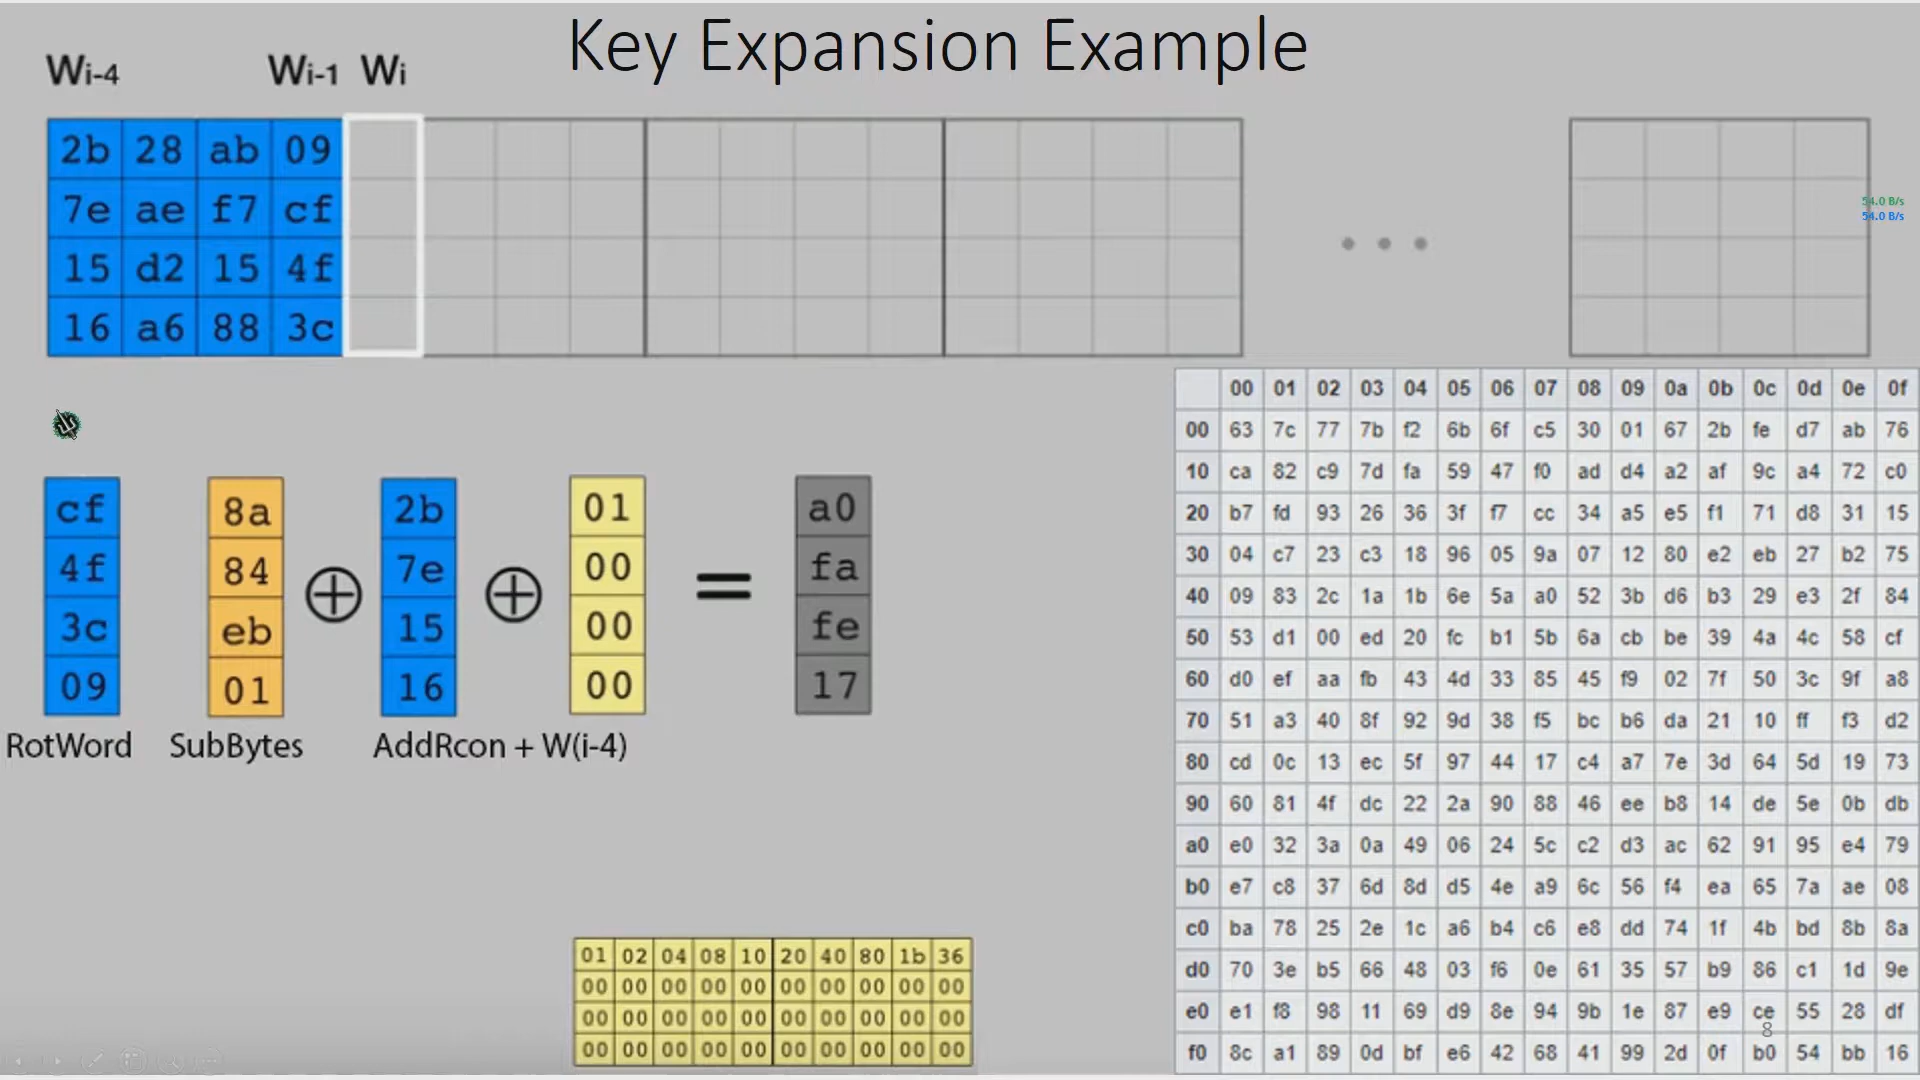 Key Expansion Example
Wi-4 Wi-1 Wi
2b 28 ab 09
7e ae f7 cf
15 d2 15 4f
16 a6 88 3c
54.0 B/s
54.0 B/s
cf 8a 2b 01 a0
4f 84 7e 00 fa
3c eb 15 00 fe
09 01 16 00 17
⊕ ⊕ =
RotWord SubBytes AddRcon + W(i-4)
01 02 04 08 10 20 40 80 1b 36
00 00 00 00 00 00 00 00 00 00
00 00 00 00 00 00 00 00 00 00
00 00 00 00 00 00 00 00 00 00
00 01 02 03 04 05 06 07 08 09 0a 0b 0c 0d 0e 0f
00 63 7c 77 7b f2 6b 6f c5 30 01 67 2b fe d7 ab 76
10 ca 82 c9 7d fa 59 47 f0 ad d4 a2 af 9c a4 72 c0
20 b7 fd 93 26 36 3f f7 cc 34 a5 e5 f1 71 d8 31 15
30 04 c7 23 c3 18 96 05 9a 07 12 80 e2 eb 27 b2 75
40 09 83 2c 1a 1b 6e 5a a0 52 3b d6 b3 29 e3 2f 84
50 53 d1 00 ed 20 fc b1 5b 6a cb be 39 4a 4c 58 cf
60 d0 ef aa fb 43 4d 33 85 45 f9 02 7f 50 3c 9f a8
70 51 a3 40 8f 92 9d 38 f5 bc b6 da 21 10 ff f3 d2
80 cd 0c 13 ec 5f 97 44 17 c4 a7 7e 3d 64 5d 19 73
90 60 81 4f dc 22 2a 90 88 46 ee b8 14 de 5e 0b db
a0 e0 32 3a 0a 49 06 24 5c c2 d3 ac 62 91 95 e4 79
b0 e7 c8 37 6d 8d d5 4e a9 6c 56 f4 ea 65 7a ae 08
c0 ba 78 25 2e 1c a6 b4 c6 e8 dd 74 1f 4b bd 8b 8a
d0 70 3e b5 66 48 03 f6 0e 61 35 57 b9 86 c1 1d 9e
e0 e1 f8 98 11 69 d9 8e 94 9b 1e 87 e9 ce 55 28 df
f0 8c a1 89 0d bf e6 42 68 41 99 2d 0f b0 54 bb 16
8